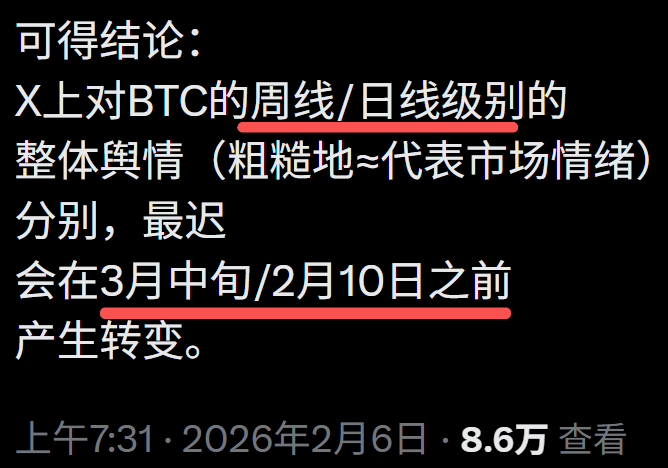 可得结论：
X上对BTC的周线/日线级别的
整体舆情（粗糙地≈代表市场情绪）
分别，最迟
会在3月中旬/2月10日之前
产生转变。
上午7:31 · 2026年2月6日 · 8.6万 查看